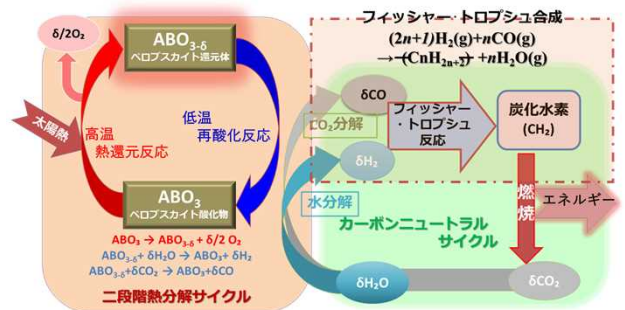 δ/2O₂
ABO₃-δ
ペロブスカイト還元体
太陽熱
高温
熱還元反応
低温
再酸化反応
ABO₃
ペロブスカイト酸化物
ABO₃ → ABO₃₋δ + δ/2 O₂
ABO₃₋δ + δH₂O → ABO₃+ δH₂
ABO₃₋δ+δCO₂ → ABO₃+δCO
二段階熱分解サイクル
フィッシャー・トロプシュ合成
(2n+1)H₂(g)+nCO(g)
→ (CnH₂ₙ₊₂) +nH₂O(g)
δCO
CO₂分解
フィッシャー
・トロプシュ
反応
炭化水素
(CH₂)
δH₂
水分解
燃焼
エネルギー
カーボンニュートラル
サイクル
δH₂O
δCO₂